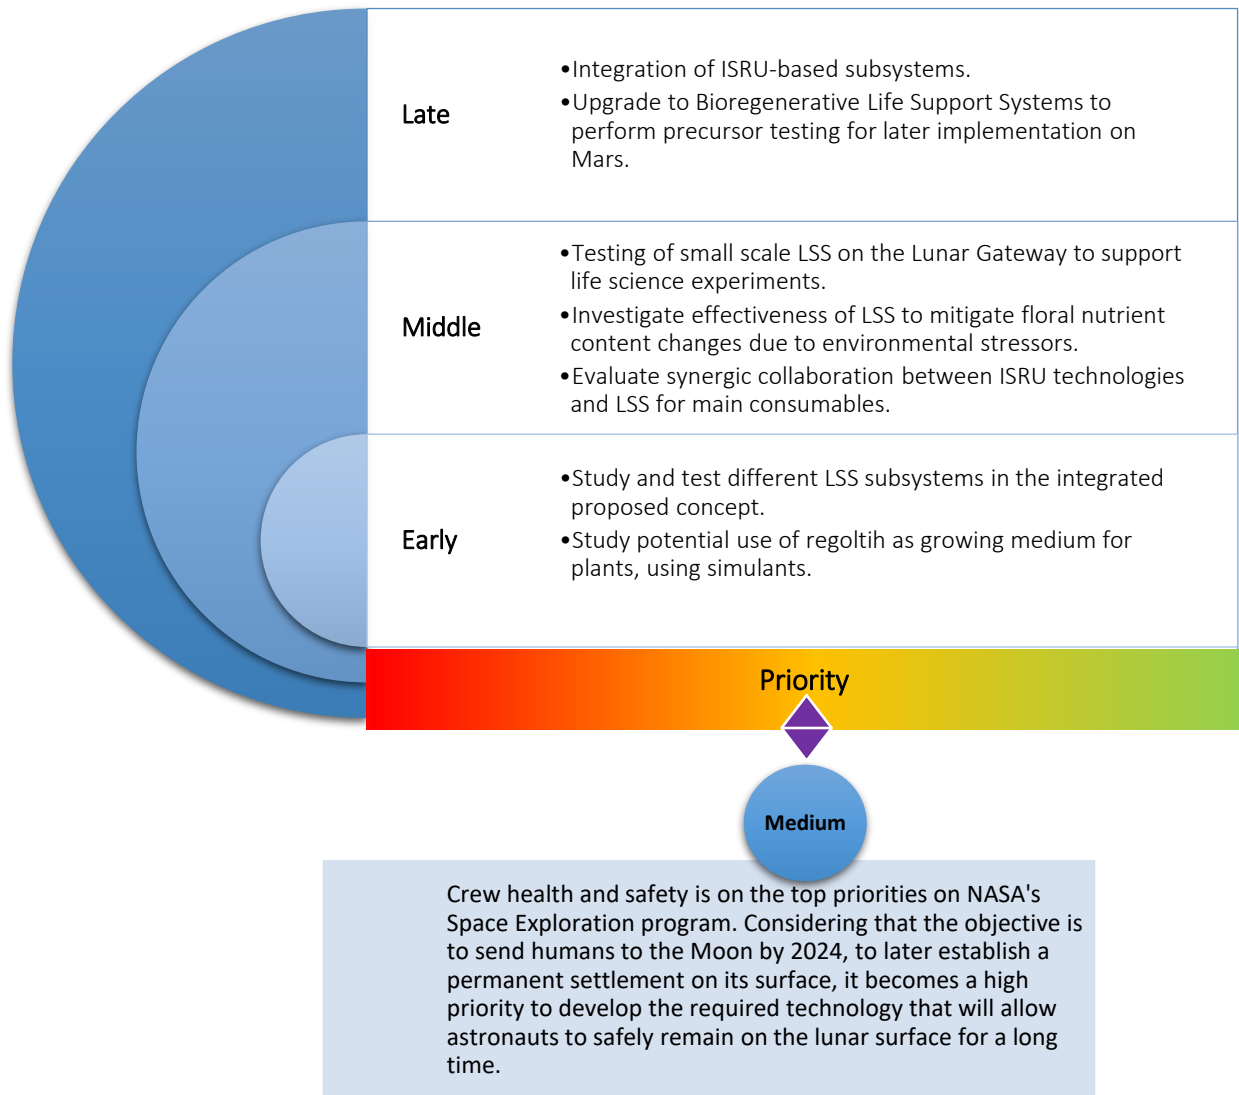 Late
•Integration of ISRU-based subsystems.
•Upgrade to Bioregenerative Life Support Systems to
perform precursor testing for later implementation on
Mars.
Middle
•Testing of small scale LSS on the Lunar Gateway to support
life science experiments.
•Investigate effectiveness of LSS to mitigate floral nutrient
content changes due to environmental stressors.
•Evaluate synergic collaboration between ISRU technologies
and LSS for main consumables.
Early
•Study and test different LSS subsystems in the integrated
proposed concept.
•Study potential use of regoltih as growing medium for
plants, using simulants.
Priority
Medium
Crew health and safety is on the top priorities on NASA's
Space Exploration program. Considering that the objective is
to send humans to the Moon by 2024, to later establish a
permanent settlement on its surface, it becomes a high
priority to develop the required technology that will allow
astronauts to safely remain on the lunar surface for a long
time.